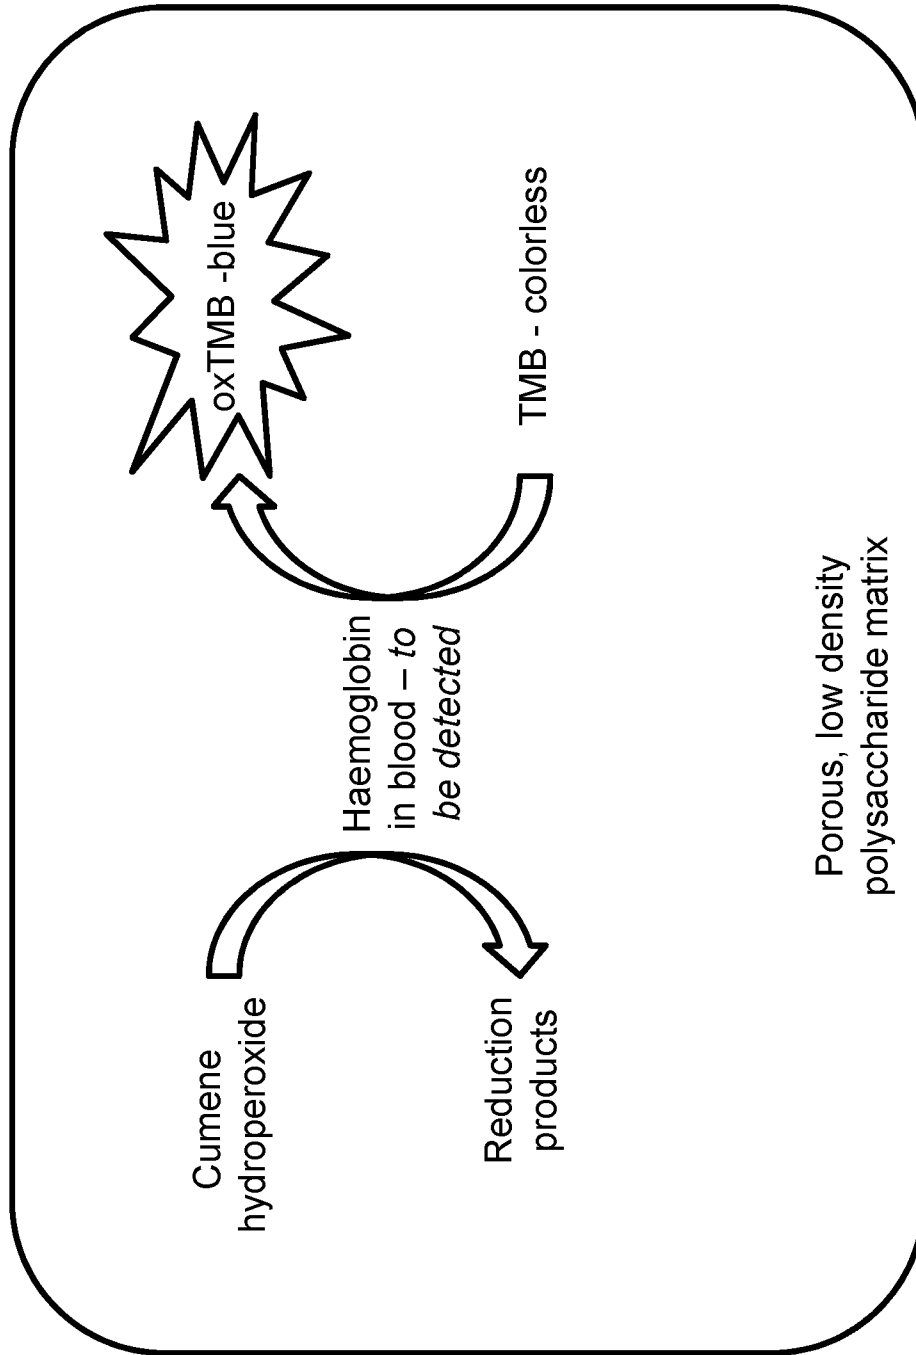 Cumene
hydroperoxide
Reduction
products
Haemoglobin
in blood – to
be detected
oxTMB -blue
TMB - colorless
Porous, low density
polysaccharide matrix